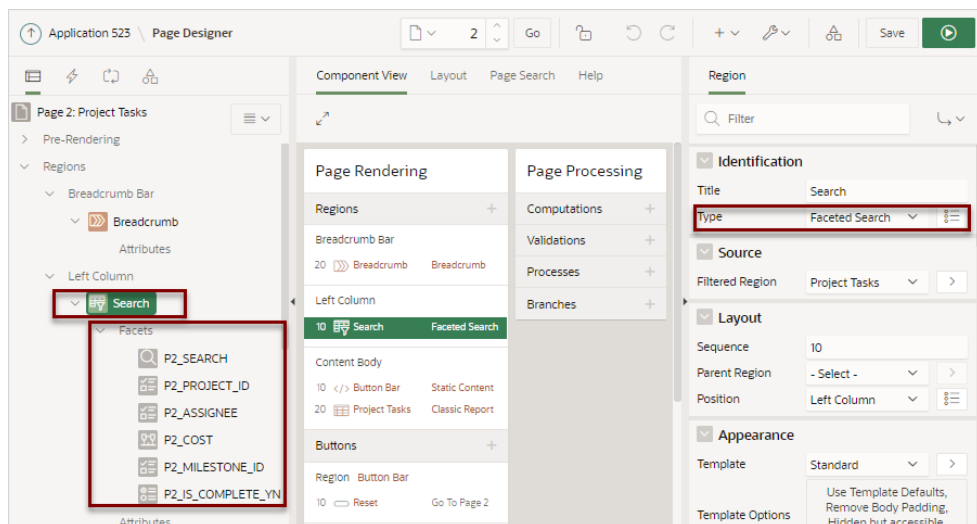 Application 523 \ Page Designer
2
Go
Save
Page 2: Project Tasks
Pre-Rendering
Regions
Breadcrumb Bar
Breadcrumb
Attributes
Left Column
Search
Facets
P2_SEARCH
P2_PROJECT_ID
P2_ASSIGNEE
P2_COST
P2_MILESTONE_ID
P2_IS_COMPLETE_YN
Attributes
Component View Layout Page Search Help
Page Rendering
Regions
Breadcrumb Bar
20 Breadcrumb Breadcrumb
Left Column
10 Search Faceted Search
Content Body
10 Button Bar Static Content
20 Project Tasks Classic Report
Buttons
Region Button Bar
10 Reset Go To Page 2
Page Processing
Computations
Validations
Processes
Branches
Region
Filter
Identification
Title Search
Type Faceted Search
Source
Filtered Region Project Tasks
Layout
Sequence 10
Parent Region - Select -
Position Left Column
Appearance
Template Standard
Template Options Use Template Defaults,
Remove Body Padding,
Hidden but accessible